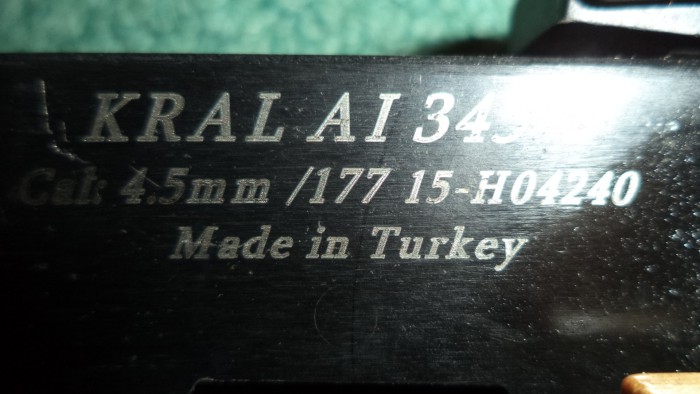 KRAL AI
Cal: 4.5mm /177 15-H04240
Made in Turkey